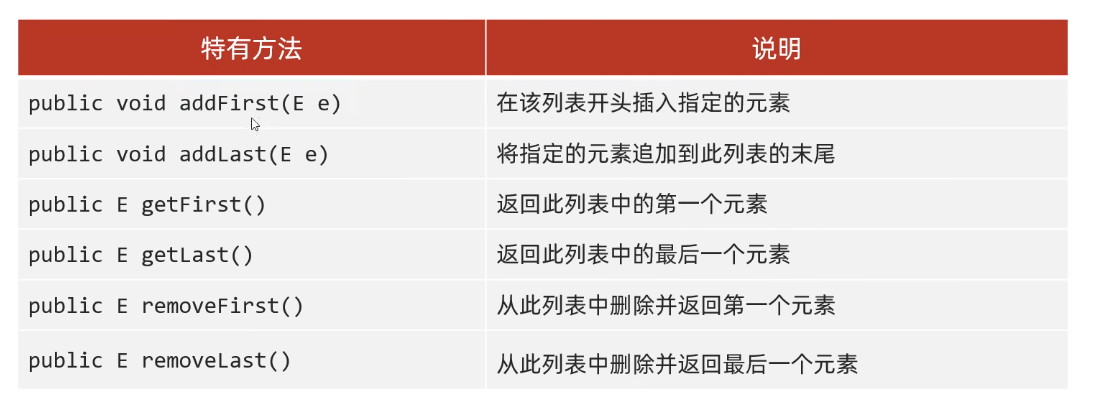 特有方法 说明
public void addFirst(E e) 在该列表开头插入指定的元素
public void addLast(E e) 将指定的元素追加到此列表的末尾
public E getFirst() 返回此列表中的第一个元素
public E getLast() 返回此列表中的最后一个元素
public E removeFirst() 从此列表中删除并返回第一个元素
public E removeLast() 从此列表中删除并返回最后一个元素